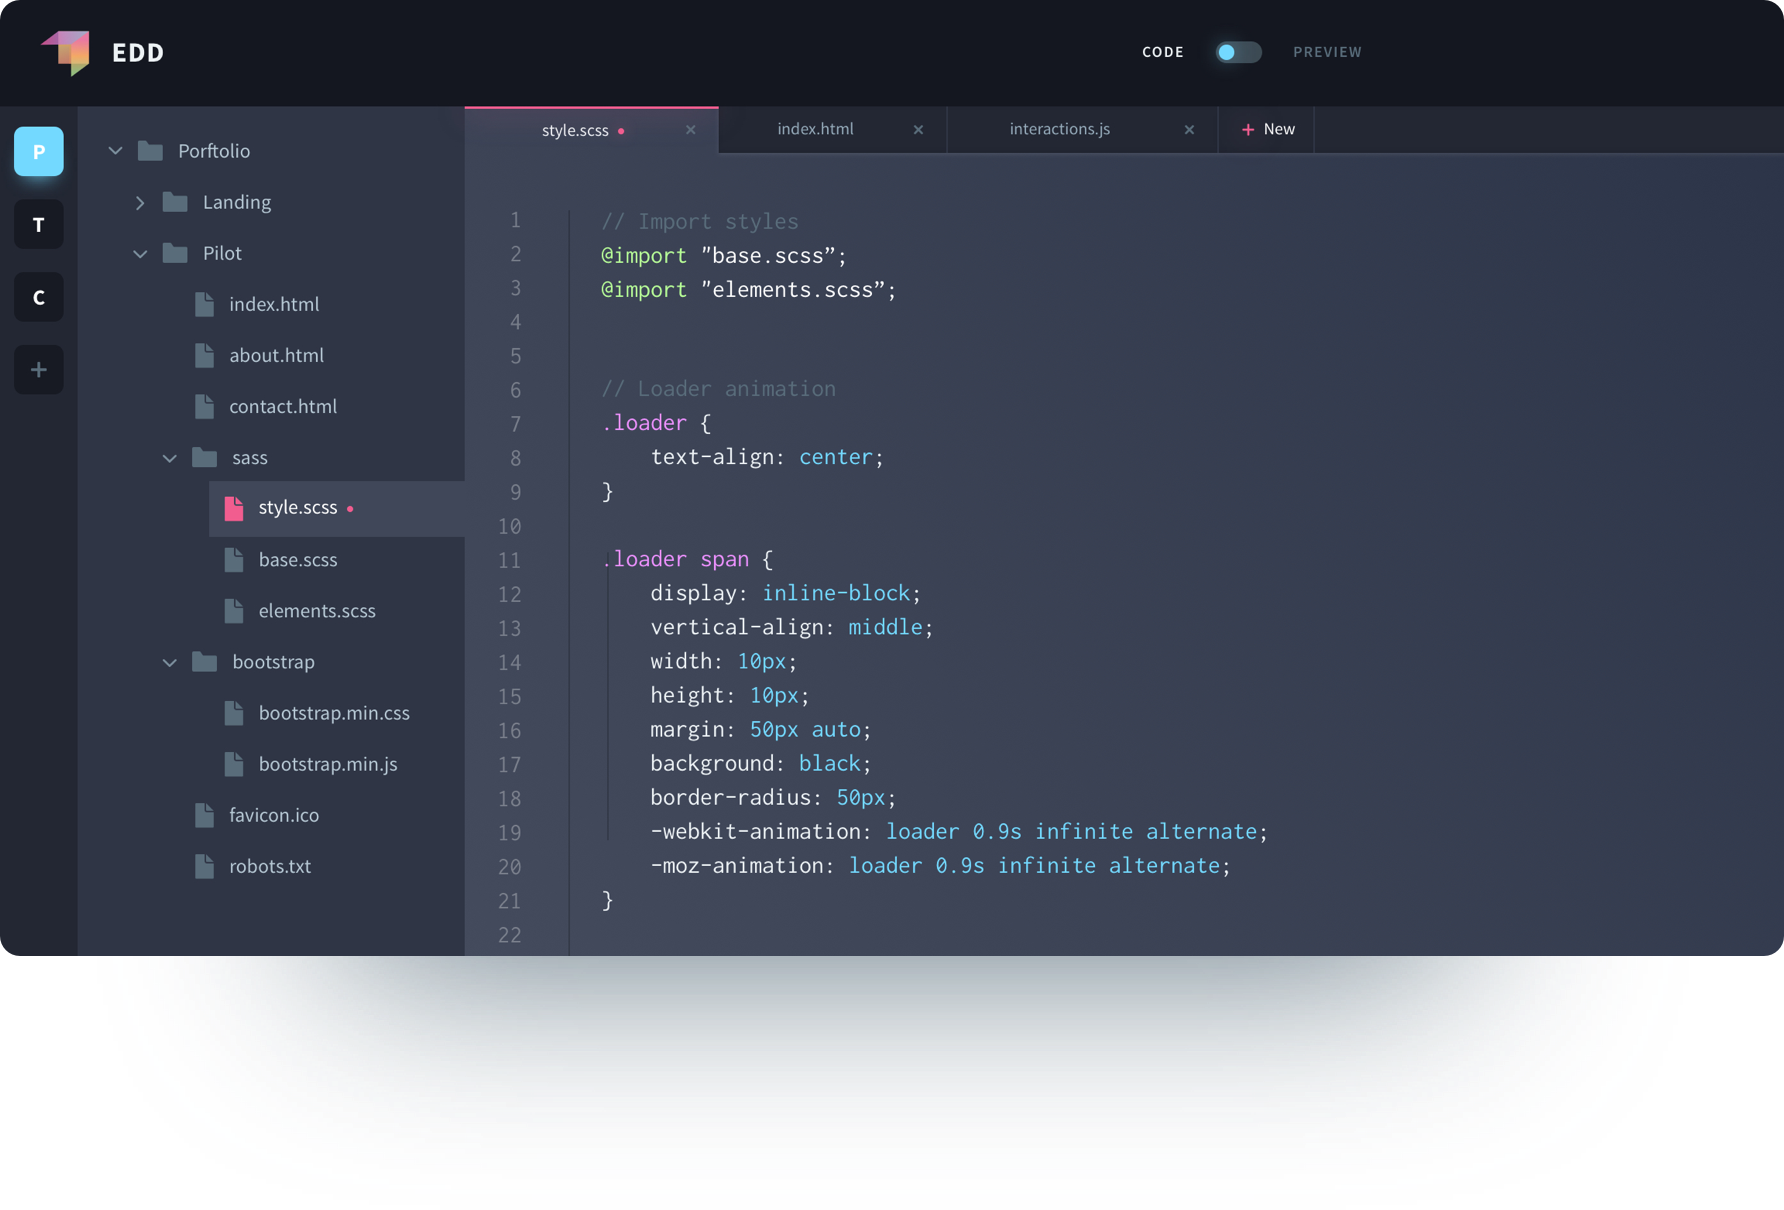 EDD
CODE PREVIEW
P
T
C
+
Porftolio
Landing
Pilot
index.html
about.html
contact.html
sass
style.scss
base.scss
elements.scss
bootstrap
bootstrap.min.css
bootstrap.min.js
favicon.ico
robots.txt
style.scss × index.html × interactions.js × + New
1 // Import styles
2 @import "base.scss”;
3 @import "elements.scss”;
4
5
6 // Loader animation
7 .loader {
8 text-align: center;
9 }
10
11 .loader span {
12 display: inline-block;
13 vertical-align: middle;
14 width: 10px;
15 height: 10px;
16 margin: 50px auto;
17 background: black;
18 border-radius: 50px;
19 -webkit-animation: loader 0.9s infinite alternate;
20 -moz-animation: loader 0.9s infinite alternate;
21 }
22